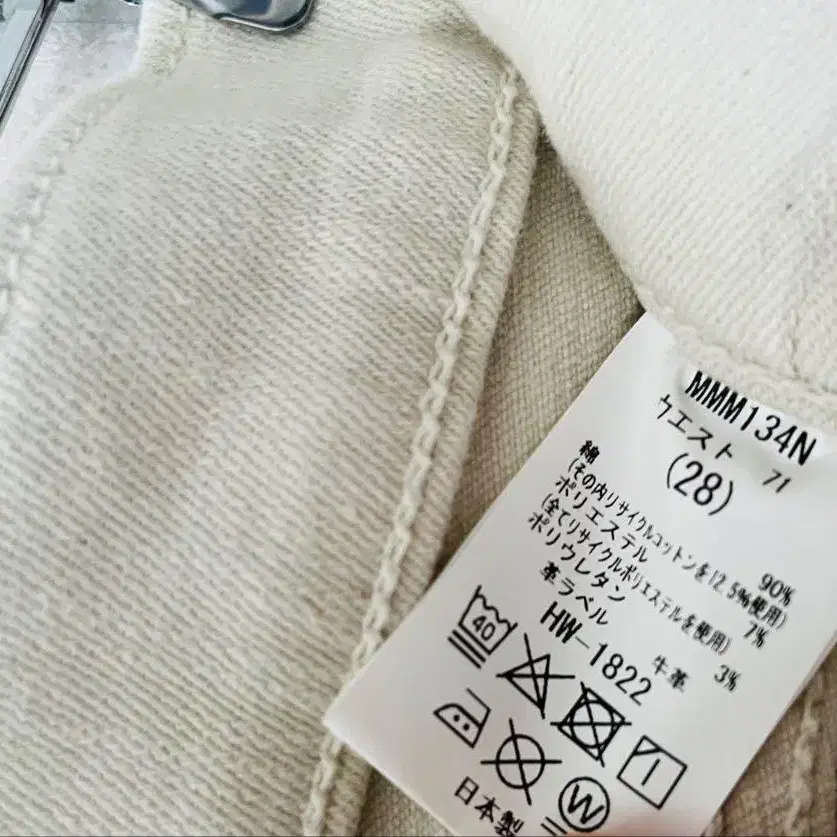 MMM134N
ウエスト 71
(28)
綿 90%
(その内リサイクルコットンを12.5%使用)
ポリエステル 7%
(全てリサイクルポリエステルを使用)
ポリウレタン 3%
革ラベル 牛革
HW-1822
40
W
日本製